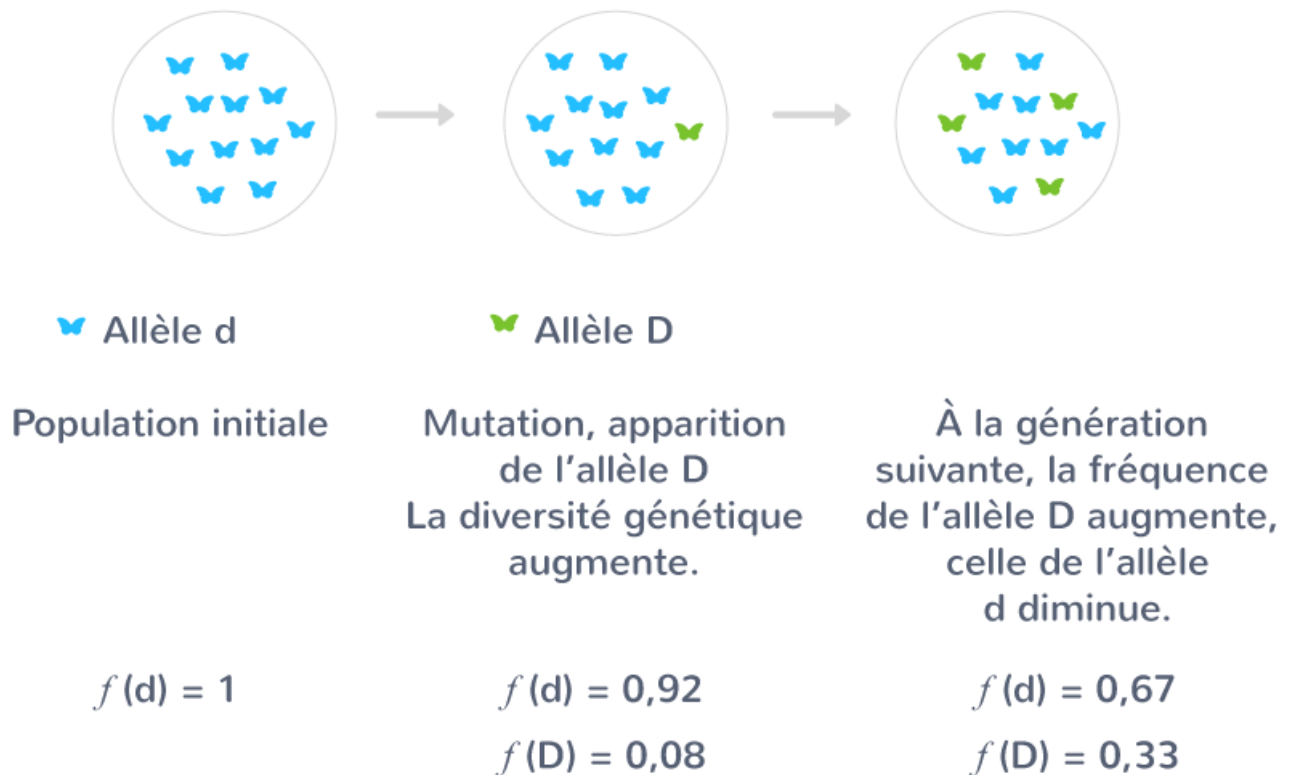 Allèle d
Allèle D
Population initiale
Mutation, apparition
de l'allèle D
La diversité génétique
augmente.
À la génération
suivante, la fréquence
de l'allèle D augmente,
celle de l'allèle
d diminue.
f (d) = 1
f (d) = 0,92
f (D) = 0,08
f (d) = 0,67
f (D) = 0,33